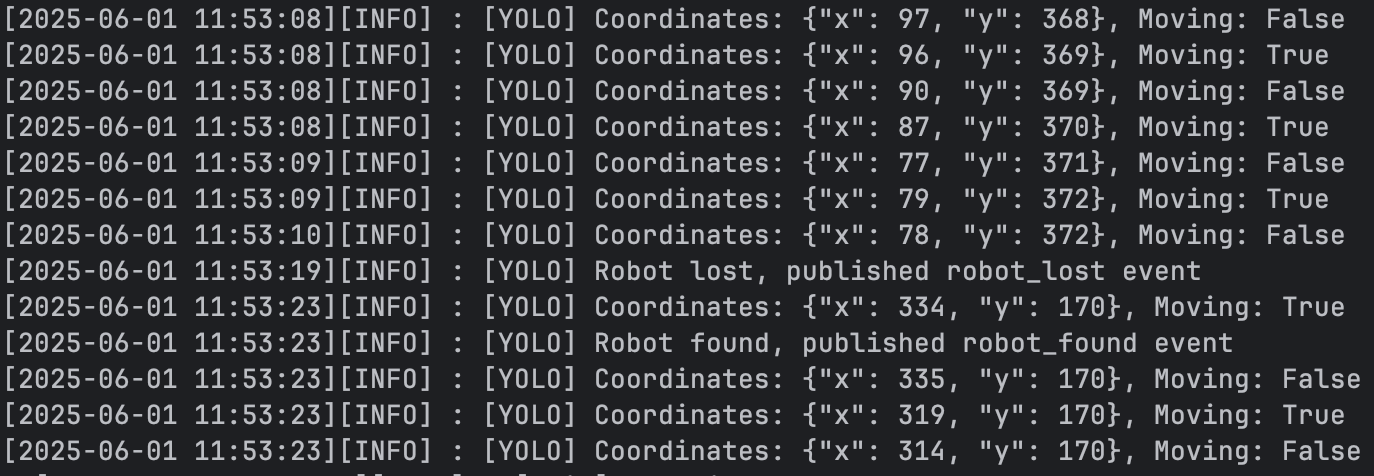 [2025-06-01 11:53:08][INFO] : [YOLO] Coordinates: {"x": 97, "y": 368}, Moving: False
[2025-06-01 11:53:08][INFO] : [YOLO] Coordinates: {"x": 96, "y": 369}, Moving: True
[2025-06-01 11:53:08][INFO] : [YOLO] Coordinates: {"x": 90, "y": 369}, Moving: False
[2025-06-01 11:53:08][INFO] : [YOLO] Coordinates: {"x": 87, "y": 370}, Moving: True
[2025-06-01 11:53:09][INFO] : [YOLO] Coordinates: {"x": 77, "y": 371}, Moving: False
[2025-06-01 11:53:09][INFO] : [YOLO] Coordinates: {"x": 79, "y": 372}, Moving: True
[2025-06-01 11:53:10][INFO] : [YOLO] Coordinates: {"x": 78, "y": 372}, Moving: False
[2025-06-01 11:53:19][INFO] : [YOLO] Robot lost, published robot_lost event
[2025-06-01 11:53:23][INFO] : [YOLO] Coordinates: {"x": 334, "y": 170}, Moving: True
[2025-06-01 11:53:23][INFO] : [YOLO] Robot found, published robot_found event
[2025-06-01 11:53:23][INFO] : [YOLO] Coordinates: {"x": 335, "y": 170}, Moving: False
[2025-06-01 11:53:23][INFO] : [YOLO] Coordinates: {"x": 319, "y": 170}, Moving: True
[2025-06-01 11:53:23][INFO] : [YOLO] Coordinates: {"x": 314, "y": 170}, Moving: False